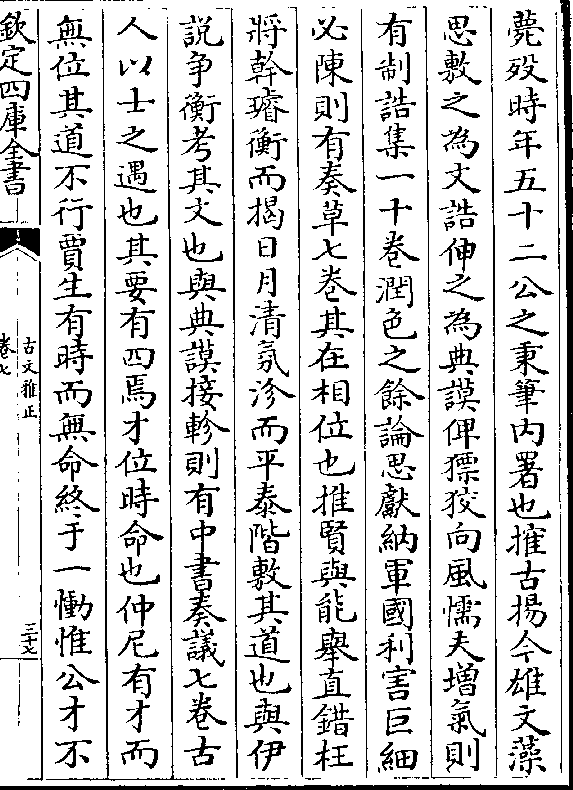 薨歿時年五十二公之秉筆内署也搉古揚今雄文藻
思敷之為文誥伸之為典謨俾獷狡向風懦夫増氣則
有制誥集一十卷潤色之餘論思獻納軍國利害巨細
必陳則有奏草七卷其在相位也推賢與能舉直錯枉
將幹璿衡而揭日月清氛沴而平泰階敷其道也與伊
説争衡考其文也與典謨接軫則有中書奏議七卷古
人以士之遇也其要有四焉才位時命也仲尼有才而
無位其道不行賈生有時而無命終于一慟惟公才不
欽定四庫全書
古文雅正
卷七
三十七